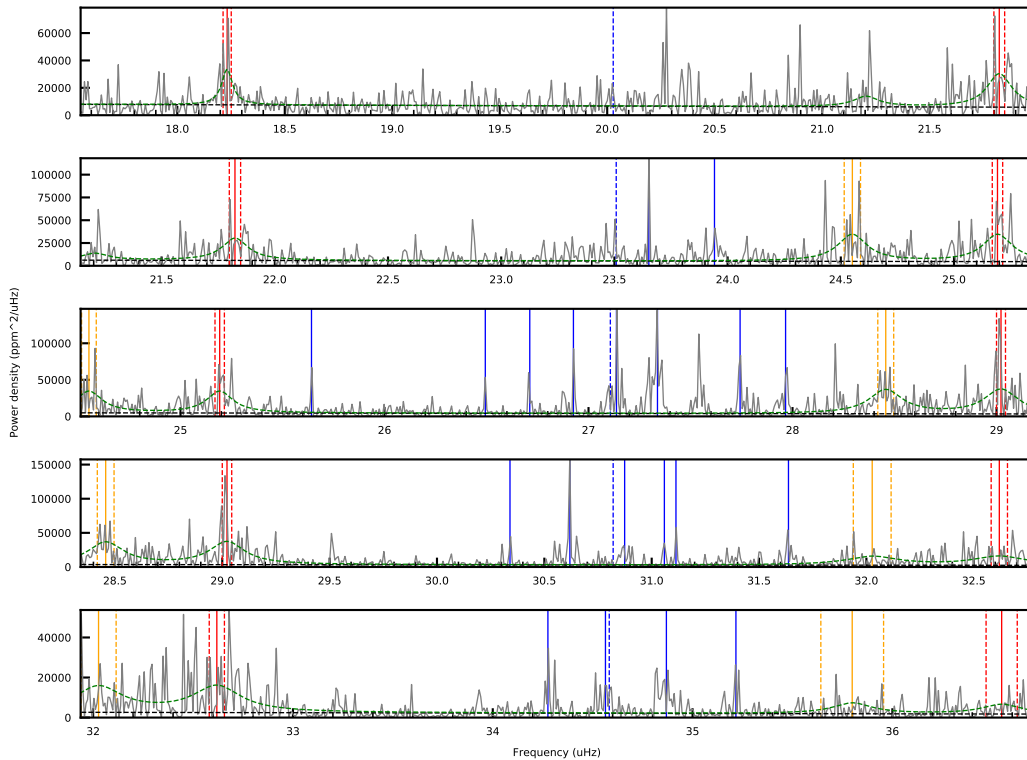 60000
40000
20000
0
18.0 18.5 19.0 19.5 20.0 20.5 21.0 21.5
100000
75000
50000
25000
0
21.5 22.0 22.5 23.0 23.5 24.0 24.5 25.0
Power density (ppm^2/uHz)
100000
50000
0
25 26 27 28 29
150000
100000
50000
0
28.5 29.0 29.5 30.0 30.5 31.0 31.5 32.0 32.5
40000
20000
0
32 33 34 35 36
Frequency (uHz)